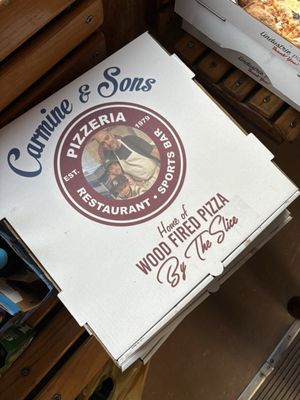 Carmine & Sons
PIZZERIA
EST. 1979
RESTAURANT • SPORTS BAR
Home of
WOOD FIRED PIZZA
By The Slice